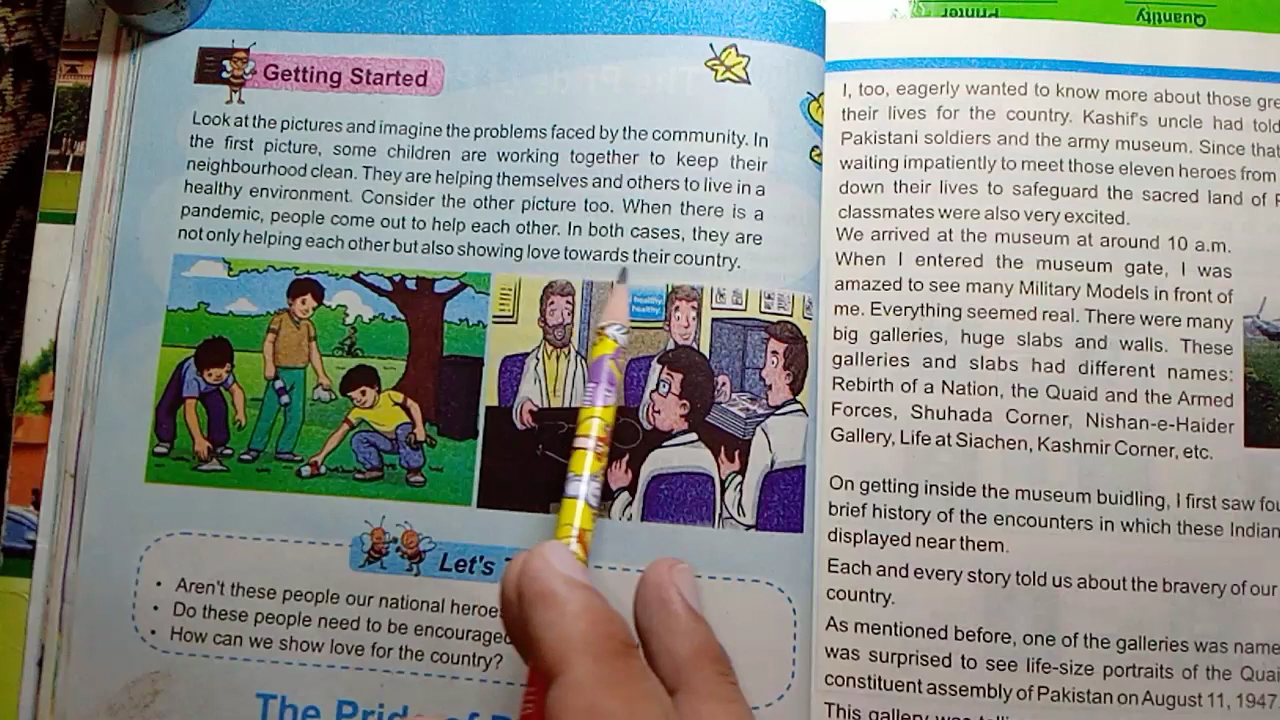 Getting Started
Look at the pictures and imagine the problems faced by the community. In
the first picture, some children are working together to keep their
neighbourhood clean. They are helping themselves and others to live in a
healthy environment. Consider the other picture too. When there is a
pandemic, people come out to help each other. In both cases, they are
not only helping each other but also showing love towards their country.
healthy
healthy
Let's
Aren't these people our national heroe
Do these people need to be encouraged
How can we show love for the country?
The Pride of
Printer
Quantity
I, too, eagerly wanted to know more about those gre
their lives for the country. Kashif's uncle had told
Pakistani soldiers and the army museum. Since that
waiting impatiently to meet those eleven heroes from
down their lives to safeguard the sacred land of P
classmates were also very excited.
We arrived at the museum at around 10 a.m.
When I entered the museum gate, I was
amazed to see many Military Models in front of
me. Everything seemed real. There were many
big galleries, huge slabs and walls. These
galleries and slabs had different names:
Rebirth of a Nation, the Quaid and the Armed
Forces, Shuhada Corner, Nishan-e-Haider
Gallery, Life at Siachen, Kashmir Corner, etc.
On getting inside the museum buidling, I first saw fou
brief history of the encounters in which these Indian
displayed near them.
Each and every story told us about the bravery of our
country.
As mentioned before, one of the galleries was name
was surprised to see life-size portraits of the Quai
constituent assembly of Pakistan on August 11, 1947
This gallery was